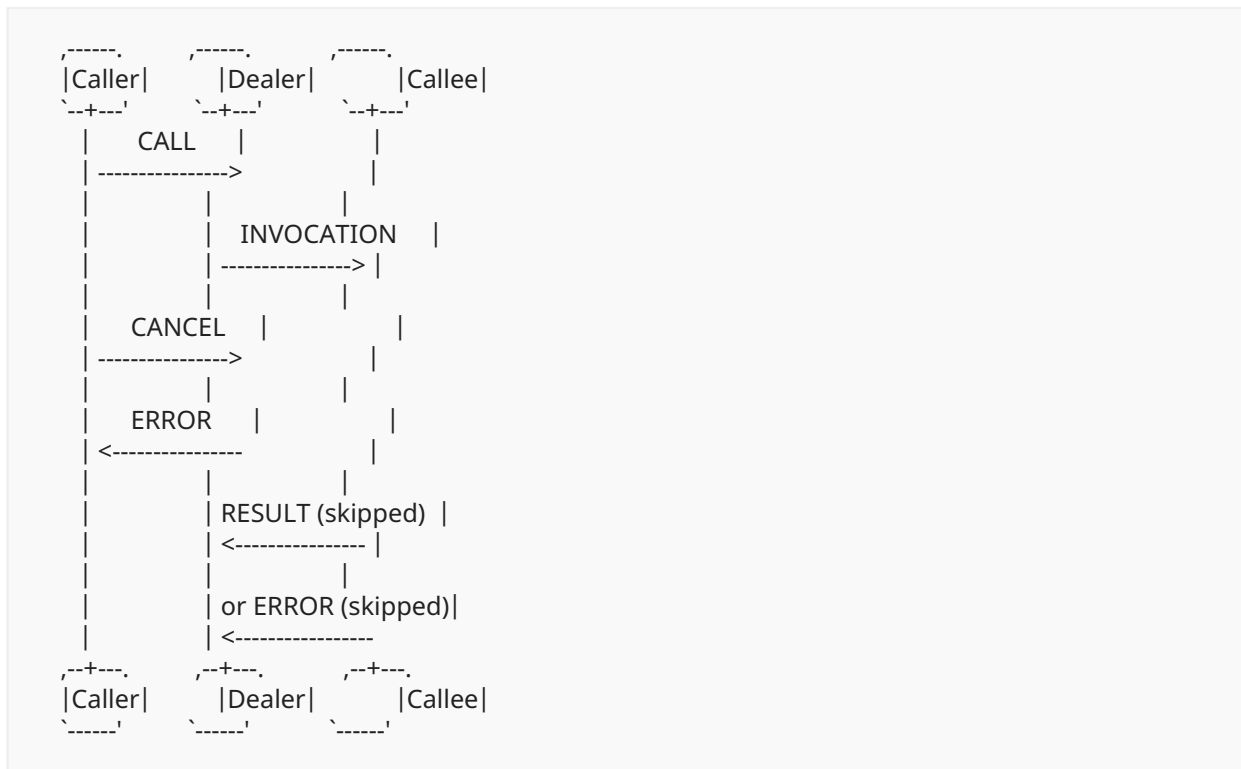 ,------.          ,------.            ,------.
|Caller|          |Dealer|            |Callee|
`--+---'          `--+---'            `--+---'
   |       CALL      |                   |
   | ---------------->                   |
   |                 |                   |
   |                 |    INVOCATION     |
   |                 | ----------------> |
   |                 |                   |
   |      CANCEL     |                   |
   | ---------------->                   |
   |                 |                   |
   |      ERROR      |                   |
   | <----------------                   |
   |                 |                   |
   |                 | RESULT (skipped)  |
   |                 | <---------------- |
   |                 |                   |
   |                 | or ERROR (skipped)|
   |                 | <-----------------
,--+---.          ,--+---.            ,--+---.
|Caller|          |Dealer|            |Callee|
`------'          `------'            `------'